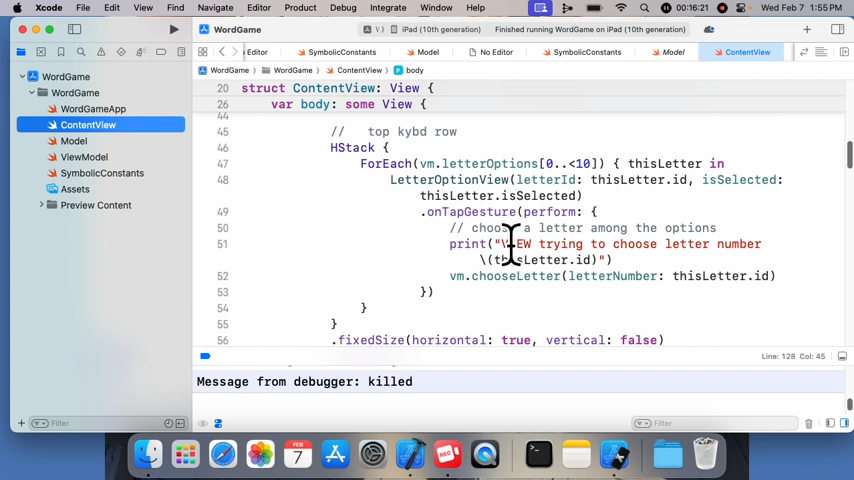 Xcode File Edit View Find Navigate Editor Product Debug Integrate Window Help 00:16:21 Wed Feb 7 1:55 PM
WordGame iPad (10th generation) Finished running WordGame on iPad (10th generation)
Editor SymbolicConstants Model No Editor SymbolicConstants Model ContentView
WordGame WordGame ContentView body
WordGame
WordGame
WordGameApp
ContentView
Model
ViewModel
SymbolicConstants
Assets
Preview Content
20 struct ContentView: View {
26 var body: some View {
44
45 // top kybd row
46 HStack {
47 ForEach(vm.letterOptions[0..<10]) { thisLetter in
48 LetterOptionView(letterId: thisLetter.id, isSelected:
thisLetter.isSelected)
49 .onTapGesture(perform: {
50 // choose a letter among the options
51 print("VIEW trying to choose letter number
\(thisLetter.id)")
52 vm.chooseLetter(letterNumber: thisLetter.id)
53 })
54 }
55 }
56 .fixedSize(horizontal: true, vertical: false)
Line: 128 Col: 45
Message from debugger: killed
Filter
Filter
FEB
7
REC